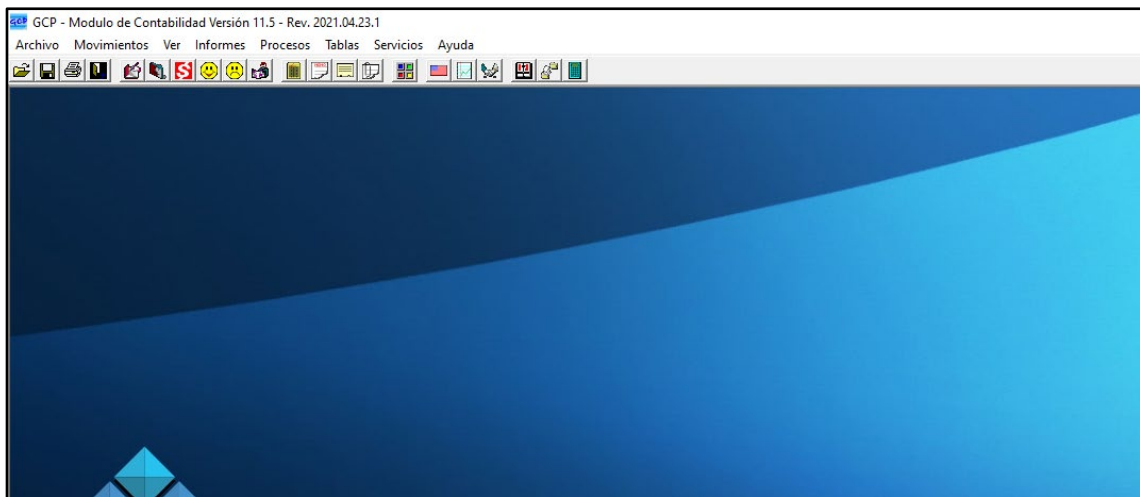 GCP GCP - Modulo de Contabilidad Versión 11.5 - Rev. 2021.04.23.1
Archivo Movimientos Ver Informes Procesos Tablas Servicios Ayuda
S